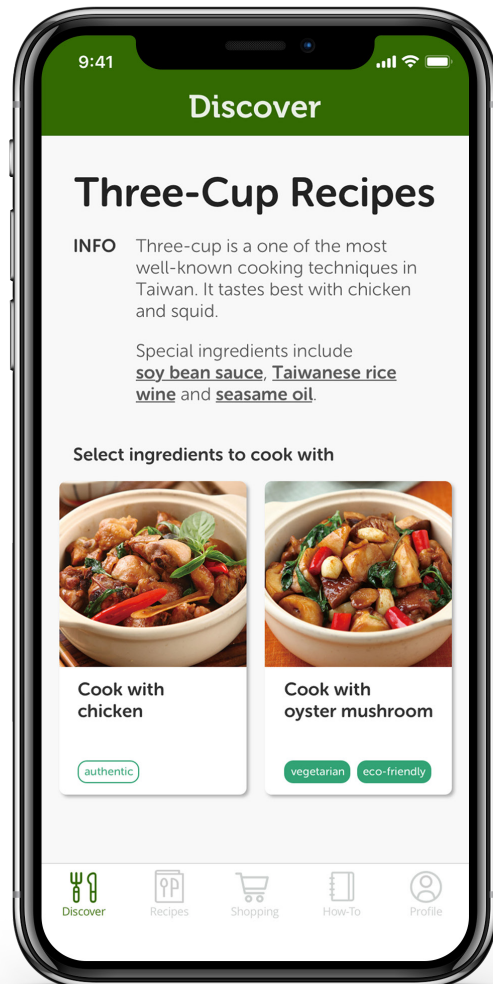 9:41
Discover
Three-Cup Recipes
INFO
Three-cup is a one of the most
well-known cooking techniques in
Taiwan. It tastes best with chicken
and squid.
Special ingredients include
soy bean sauce, Taiwanese rice
wine and seasame oil.
Select ingredients to cook with
Cook with
chicken
authentic
Cook with
oyster mushroom
vegetarian
eco-friendly
Discover
Recipes
Shopping
How-To
Profile